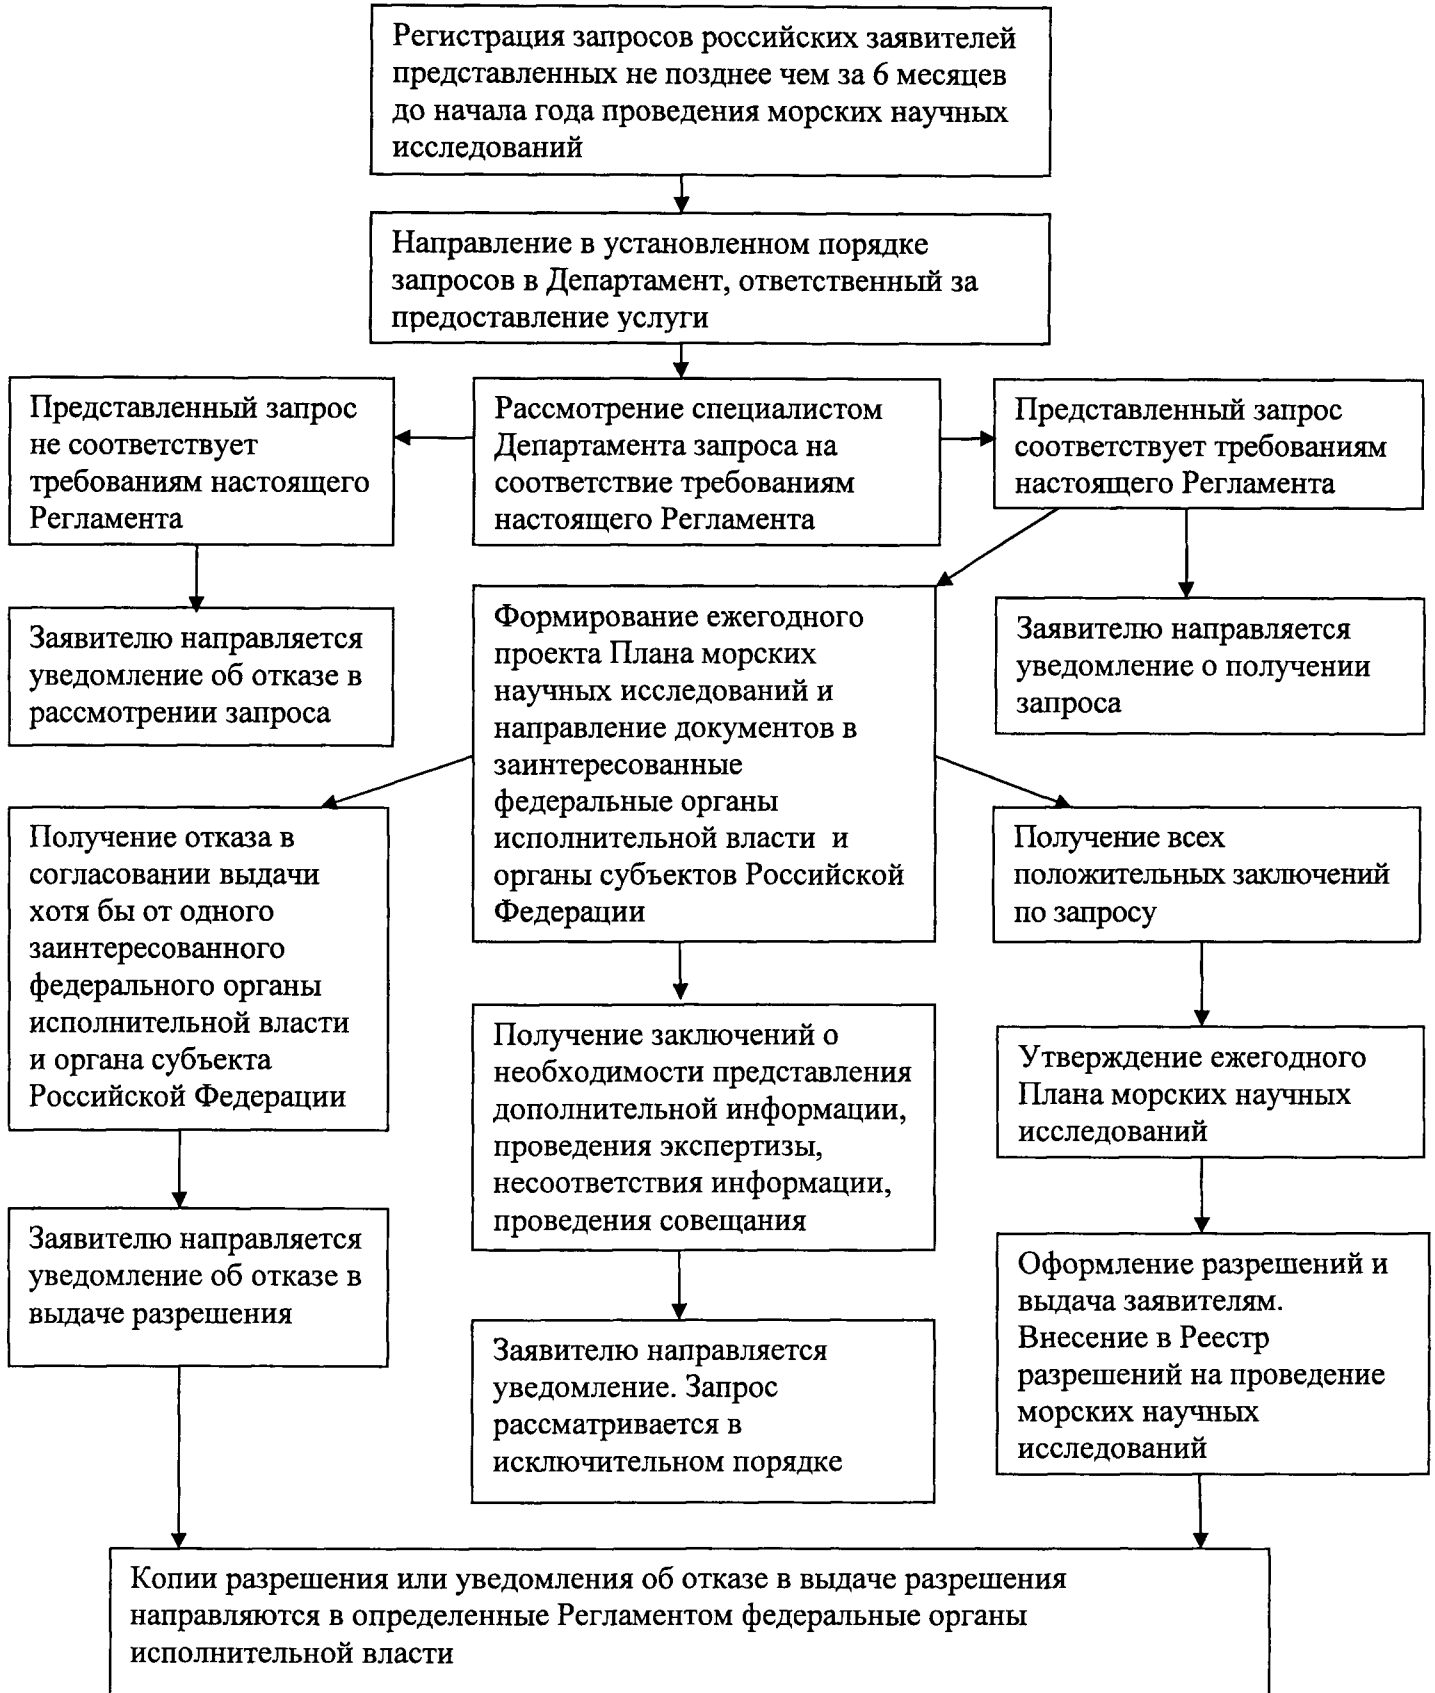 Регистрация запросов российских заявителей
представленных не позднее чем за 6 месяцев
до начала года проведения морских научных
исследований
Направление в установленном порядке
запросов в Департамент, ответственный за
предоставление услуги
Представленный запрос
не соответствует
требованиям настоящего
Регламента
Рассмотрение специалистом
Департамента запроса на
соответствие требованиям
настоящего Регламента
Представленный запрос
соответствует требованиям
настоящего Регламента
Заявителю направляется
уведомление об отказе в
рассмотрении запроса
Формирование ежегодного
проекта Плана морских
научных исследований и
направление документов в
заинтересованные
федеральные органы
исполнительной власти и
органы субъектов Российской
Федерации
Заявителю направляется
уведомление о получении
запроса
Получение отказа в
согласовании выдачи
хотя бы от одного
заинтересованного
федерального органы
исполнительной власти
и органа субъекта
Российской Федерации
Получение всех
положительных заключений
по запросу
Получение заключений о
необходимости представления
дополнительной информации,
проведения экспертизы,
несоответствия информации,
проведения совещания
Утверждение ежегодного
Плана морских научных
исследований
Заявителю направляется
уведомление об отказе в
выдаче разрешения
Заявителю направляется
уведомление. Запрос
рассматривается в
исключительном порядке
Оформление разрешений и
выдача заявителям.
Внесение в Реестр
разрешений на проведение
морских научных
исследований
Копии разрешения или уведомления об отказе в выдаче разрешения
направляются в определенные Регламентом федеральные органы
исполнительной власти